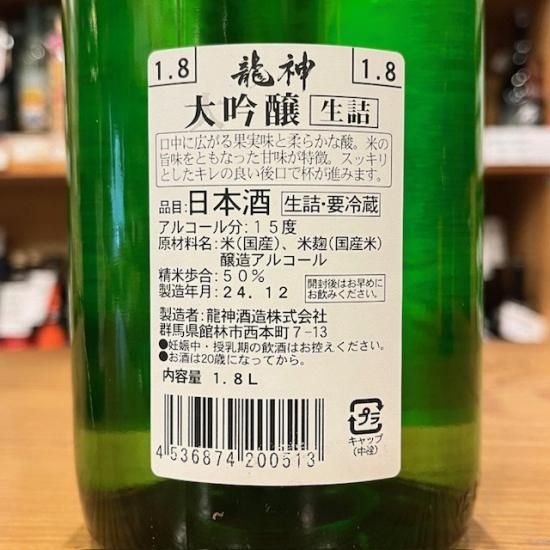 1.8 龍神 1.8
大吟醸 生詰
口中に広がる果実味と柔らかな酸。米の
旨味をともなった甘味が特徴。スッキリ
としたキレの良い後口で杯が進みます。
品目:日本酒 生詰・要冷蔵
アルコール分:15度
原材料名:米(国産)、米麹(国産米)
醸造アルコール
精米歩合:50%
製造年月:24.12
開封後はお早めに
お飲みください。
製造者:龍神酒造株式会社
群馬県館林市西本町7-13
●妊娠中・授乳期の飲酒はお控えください。
●お酒は20歳になってから。
内容量 1.8L
プラ
キャップ
(中栓)
4536874200513